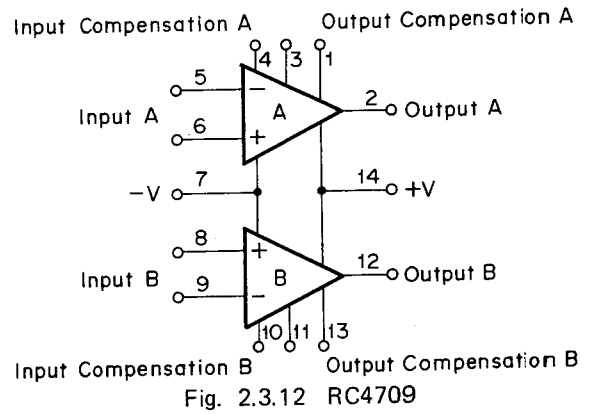 Input Compensation A Output Compensation A
4 3 1
5
− A 2 Output A
Input A
6 +
−V 7 14 +V
8 +
B 12 Output B
Input B
9 −
10 11 13
Input Compensation B Output Compensation B
Fig. 2.3.12 RC4709